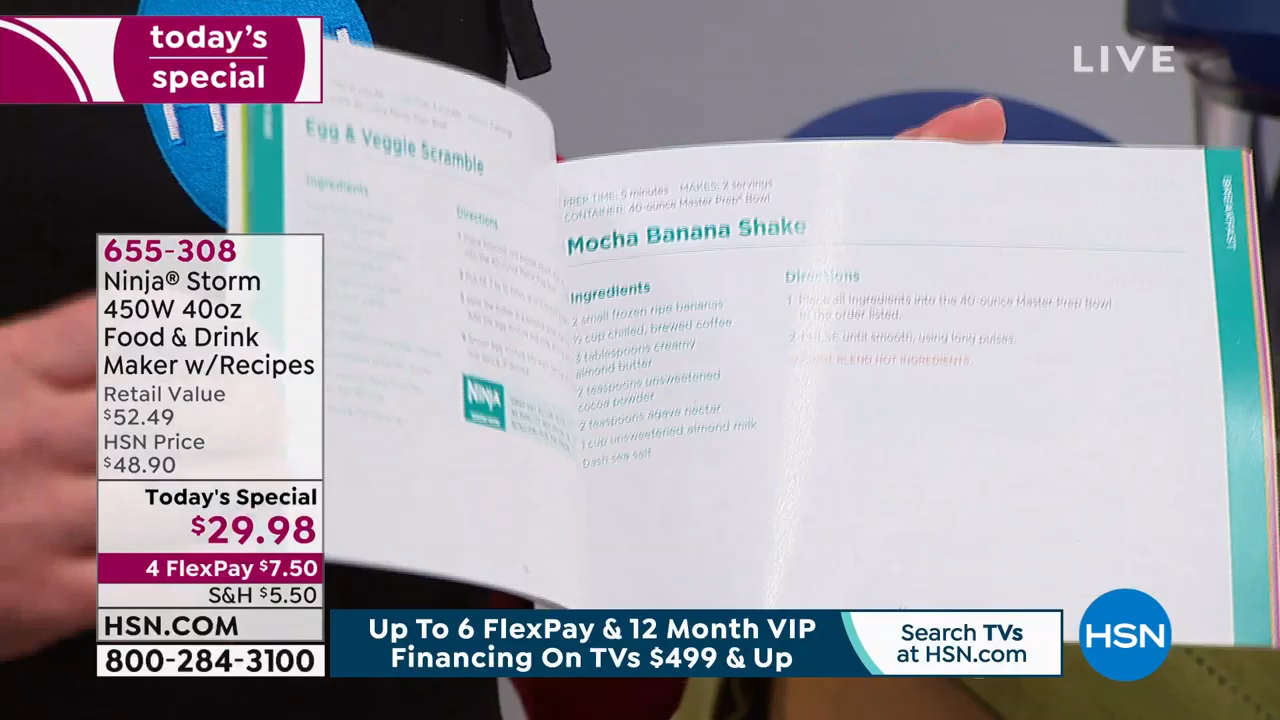 today's
special
LIVE
655-308
Ninja® Storm
450W 40oz
Food & Drink
Maker w/Recipes
Retail Value
$52.49
HSN Price
$48.90
Today's Special
$29.98
4 FlexPay $7.50
S&H $5.50
HSN.COM
800-284-3100
Egg & Veggie Scramble
Ingredients
Directions
NINJA
PREP TIME: 5 minutes MAKES: 2 servings
CONTAINER: 40-ounce Master Prep® Bowl
Mocha Banana Shake
Ingredients
2 small frozen ripe bananas
½ cup chilled, brewed coffee
3 tablespoons creamy
almond butter
2 teaspoons unsweetened
cocoa powder
2 teaspoons agave nectar
1 cup unsweetened almond milk
Dash sea salt
Directions
1 Place all ingredients into the 40-ounce Master Prep Bowl
in the order listed.
2 PULSE until smooth, using long pulses.
BLEND HOT INGREDIENTS.
BREAKFAST
Up To 6 FlexPay & 12 Month VIP
Financing On TVs $499 & Up
Search TVs
at HSN.com
HSN